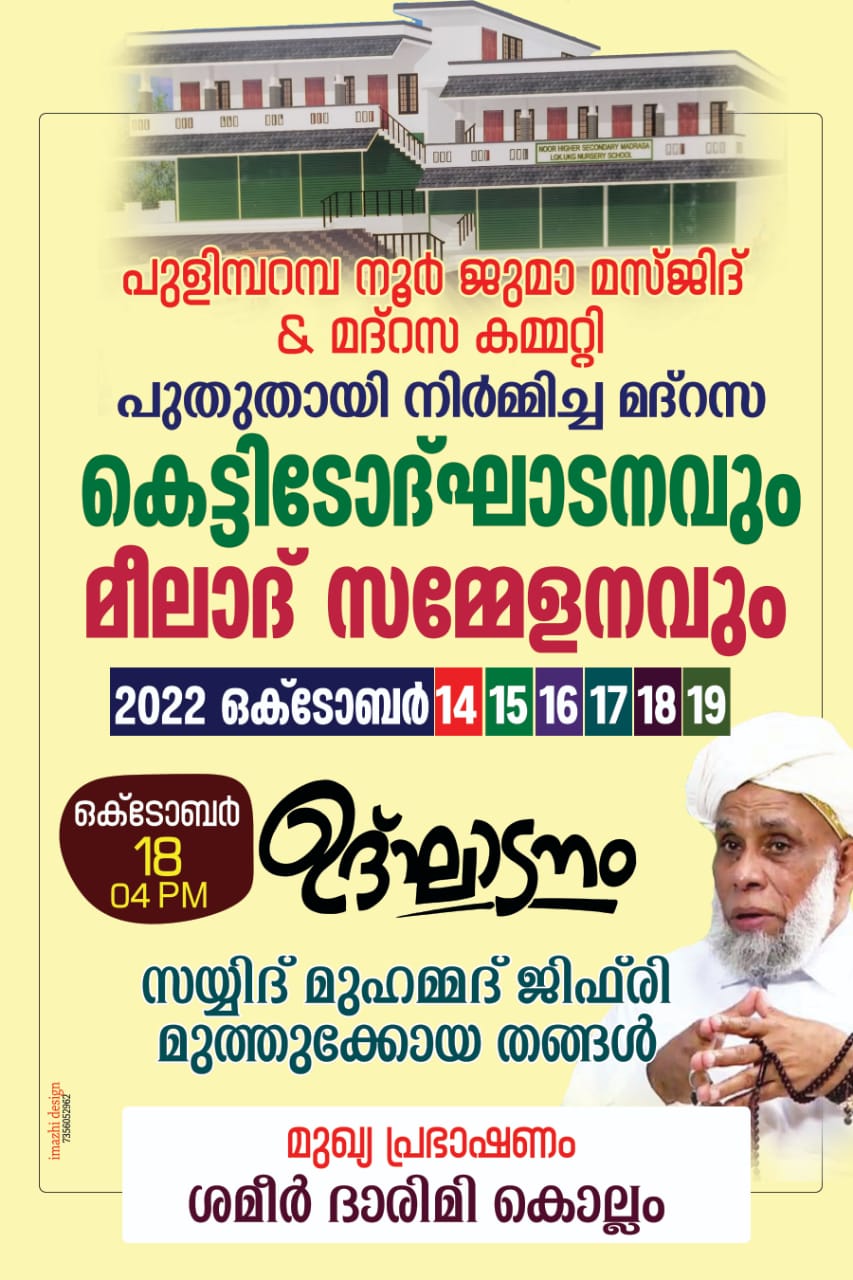 NOOR HIGHER SECONDARY MADRASA
LGK.UKG NURSERY SCHOOL
പുളിമ്പറമ്പ നൂർ ജുമാ മസ്ജിദ്
& മദ്റസ കമ്മറ്റി
പുതുതായി നിർമ്മിച്ച മദ്റസ
കെട്ടിടോദ്ഘാടനവും
മീലാദ് സമ്മേളനവും
2022 ഒക്ടോബർ 14 15 16 17 18 19
ഒക്ടോബർ
18
04 PM
ഉദ്ഘാടനം
സയ്യിദ് മുഹമ്മദ് ജിഫ്രി
മുത്തുക്കോയ തങ്ങൾ
imazhi design
7356052962
മുഖ്യ പ്രഭാഷണം
ശമീർ ദാരിമി കൊല്ലം